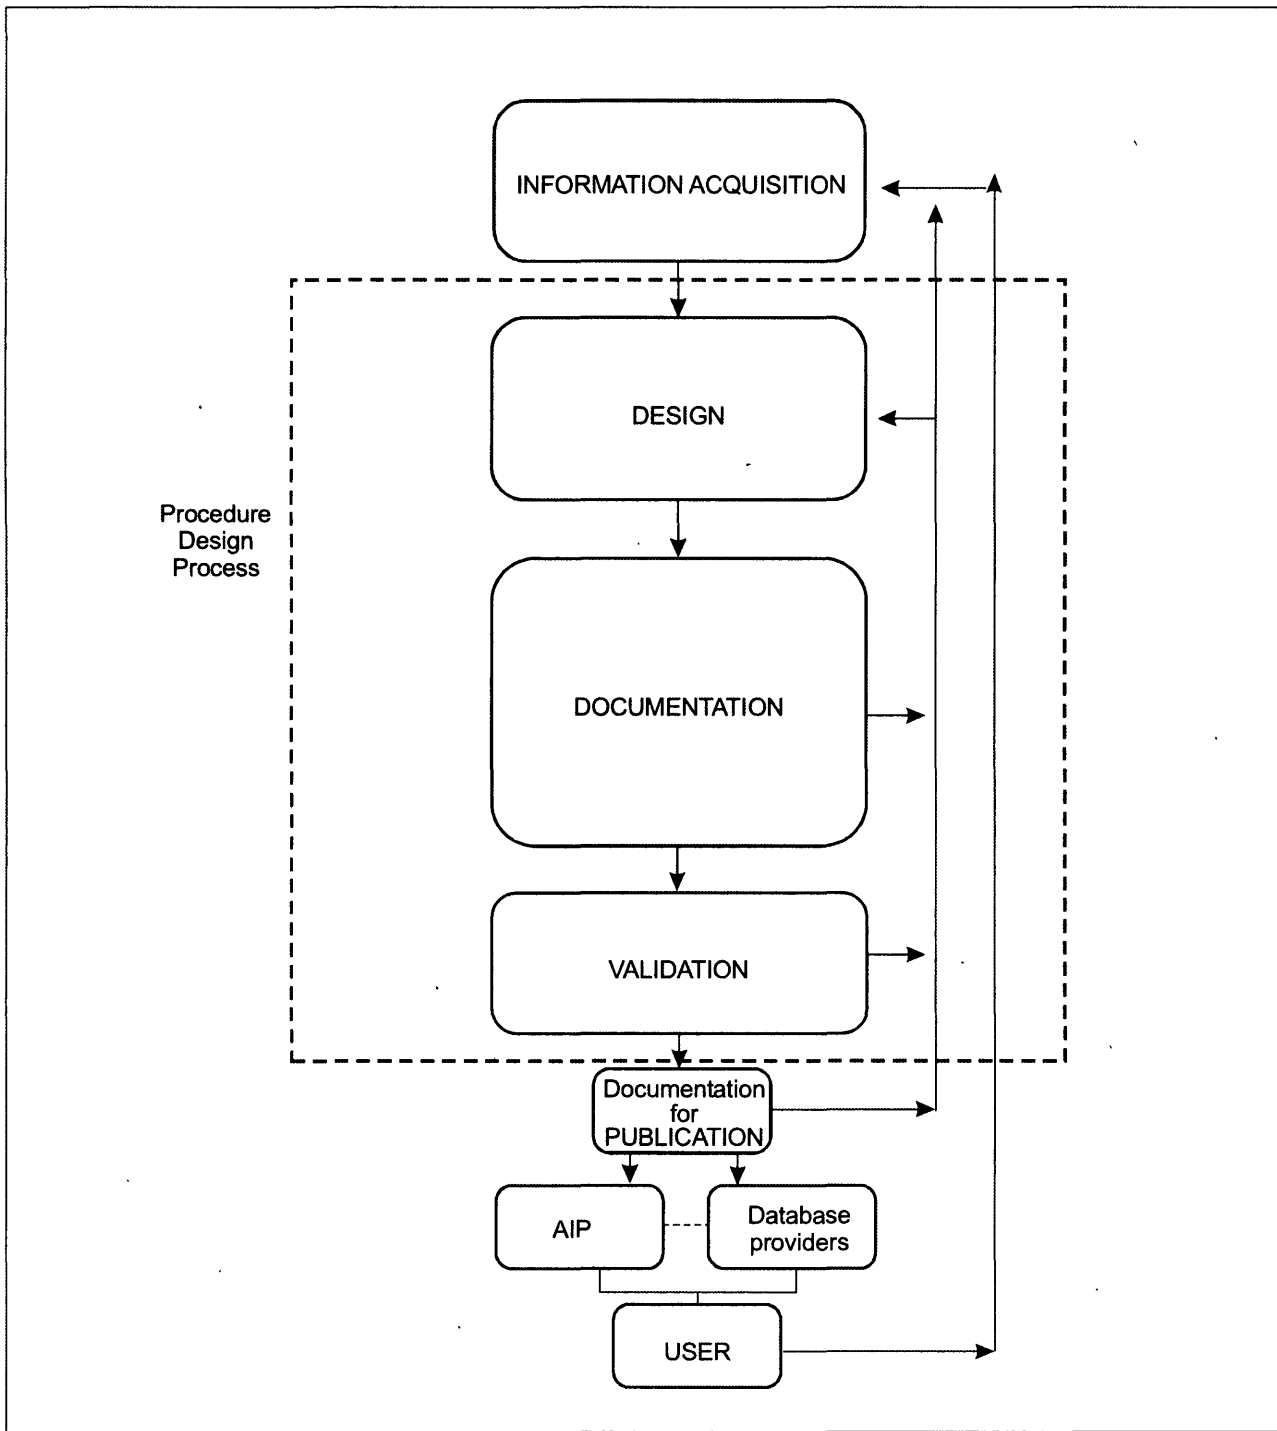 INFORMATION ACQUISITION
DESIGN
Procedure
Design
Process
DOCUMENTATION
VALIDATION
Documentation
for
PUBLICATION
AIP
Database
providers
USER